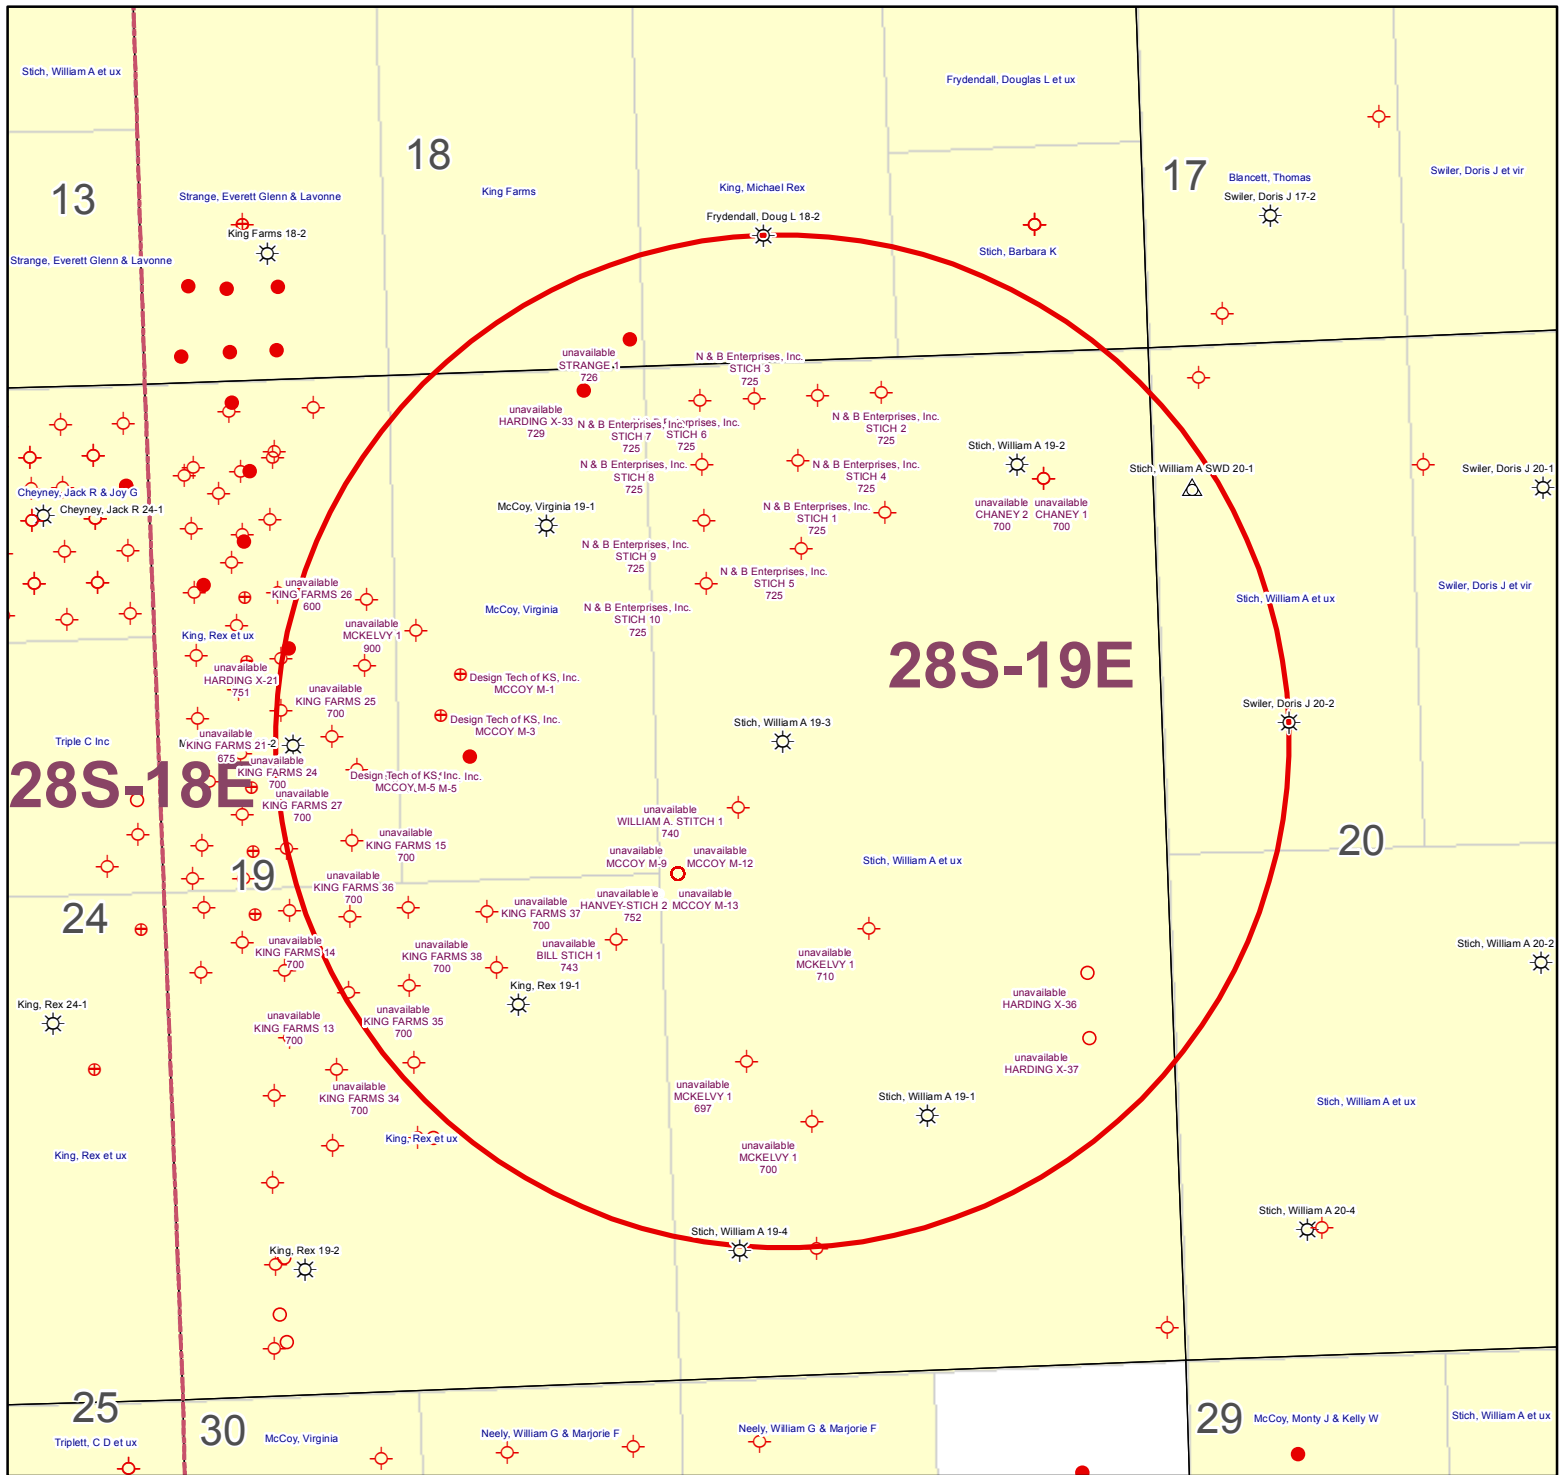 Stich, William A et ux
Frydendall, Douglas L et ux
18
17
13
Strange, Everett Glenn & Lavonne
King Farms
King, Michael Rex
Blancett, Thomas
Swiler, Doris J et vir
Swiler, Doris J 17-2
Frydendall, Doug L 18-2
King Farms 18-2
Stich, Barbara K
Strange, Everett Glenn & Lavonne
unavailable
STRANGE 1
726
N & B Enterprises, Inc.
STICH 3
725
unavailable
HARDING X-33
729
N & B Enterprises, Inc.
STICH 7
725
STICH 6
725
N & B Enterprises, Inc.
STICH 2
725
Stich, William A 19-2
Stich, William A SWD 20-1
Swiler, Doris J 20-1
N & B Enterprises, Inc.
STICH 8
725
N & B Enterprises, Inc.
STICH 4
725
Cheyney, Jack R & Joy G
Cheyney, Jack R 24-1
McCoy, Virginia 19-1
N & B Enterprises, Inc.
STICH 1
725
unavailable
CHANEY 2
700
unavailable
CHANEY 1
700
N & B Enterprises, Inc.
STICH 9
725
N & B Enterprises, Inc.
STICH 5
725
unavailable
KING FARMS 26
600
McCoy, Virginia
N & B Enterprises, Inc.
STICH 10
725
Stich, William A et ux
Swiler, Doris J et vir
King, Rex et ux
unavailable
MCKELVY 1
900
28S-19E
unavailable
HARDING X-21
751
Design Tech of KS, Inc.
MCCOY M-1
unavailable
KING FARMS 25
700
Design Tech of KS, Inc.
MCCOY M-3
Stich, William A 19-3
Swiler, Doris J 20-2
Triple C Inc
unavailable
KING FARMS 21
675
28S-18E
unavailable
KING FARMS 24
700
Design Tech of KS, Inc.
MCCOY M-5
unavailable
KING FARMS 27
700
unavailable
KING FARMS 15
700
unavailable
WILLIAM A. STITCH 1
740
unavailable
MCCOY M-9
unavailable
MCCOY M-12
Stich, William A et ux
20
19
unavailable
KING FARMS 36
700
unavailable
HANVEY-STICH 2
752
unavailable
MCCOY M-13
unavailable
KING FARMS 37
700
24
unavailable
KING FARMS 14
700
unavailable
KING FARMS 38
700
unavailable
BILL STICH 1
743
unavailable
MCKELVY 1
710
Stich, William A 20-2
King, Rex 24-1
King, Rex 19-1
unavailable
HARDING X-36
unavailable
KING FARMS 13
700
unavailable
KING FARMS 35
700
unavailable
HARDING X-37
unavailable
KING FARMS 34
700
unavailable
MCKELVY 1
697
Stich, William A 19-1
Stich, William A et ux
King, Rex et ux
King, Rex et ux
unavailable
MCKELVY 1
700
Stich, William A 19-4
Stich, William A 20-4
King, Rex 19-2
25
30
29
Triplett, C D et ux
McCoy, Virginia
Neely, William G & Marjorie F
Neely, William G & Marjorie F
McCoy, Monty J & Kelly W
Stich, William A et ux